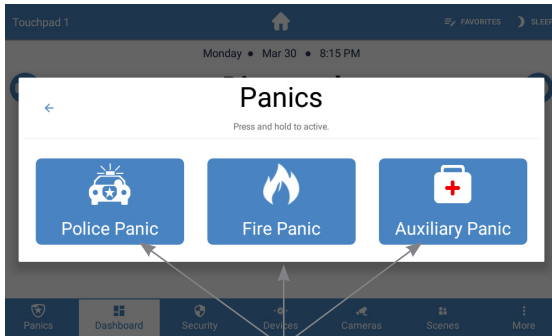 Touchpad 1
FAVORITES
SLEEP
Monday • Mar 30 • 8:15 PM
Panics
Press and hold to active.
Police Panic
Fire Panic
Auxiliary Panic
Panics
Dashboard
Security
Devices
Cameras
Scenes
More